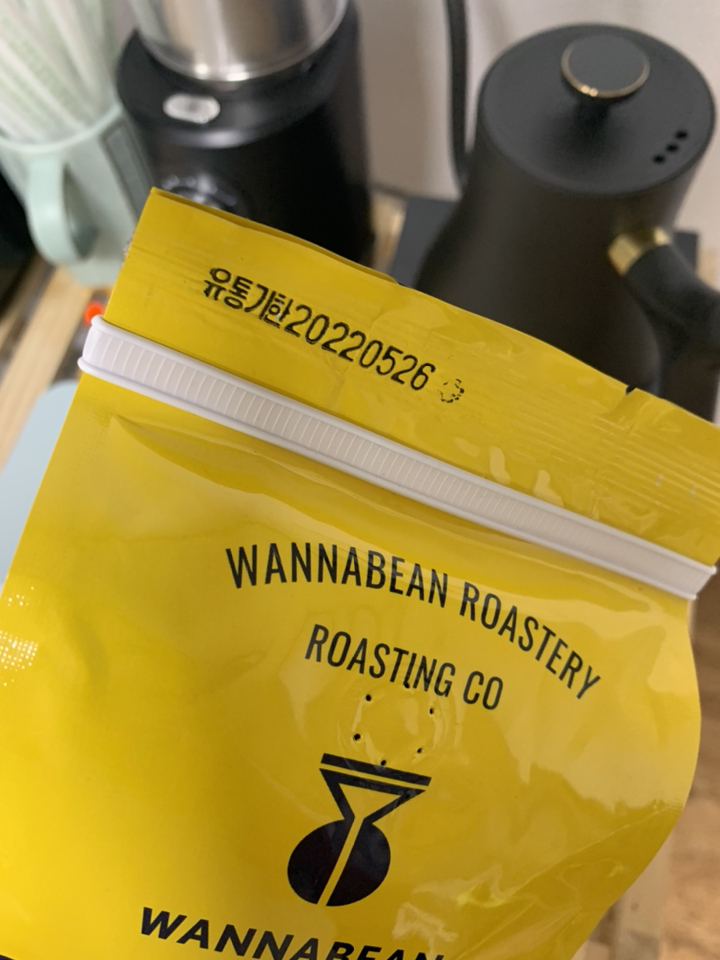 유통기한20220526
WANNABEAN ROASTERY
ROASTING CO
WANNABEAN